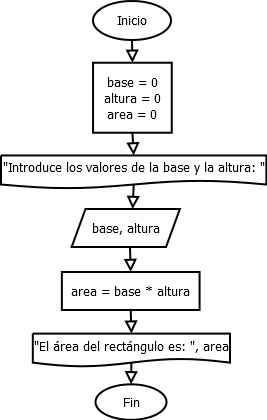 Inicio
base = 0
altura = 0
area = 0
"Introduce los valores de la base y la altura: "
base, altura
area = base * altura
"El área del rectángulo es: ", area
Fin